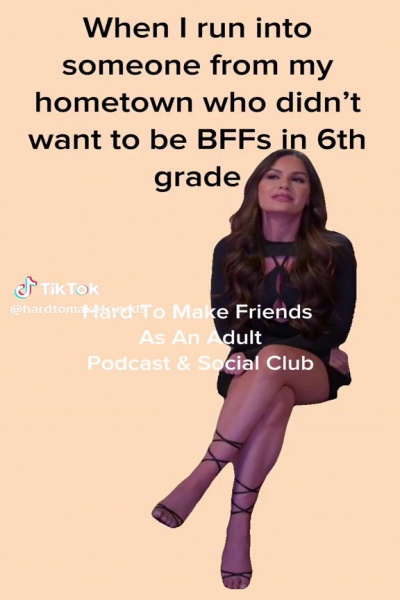 When I run into
someone from my
hometown who didn't
want to be BFFs in 6th
grade
TikTok
@hardtomakefriends
Hard To Make Friends
As An Adult
Podcast & Social Club